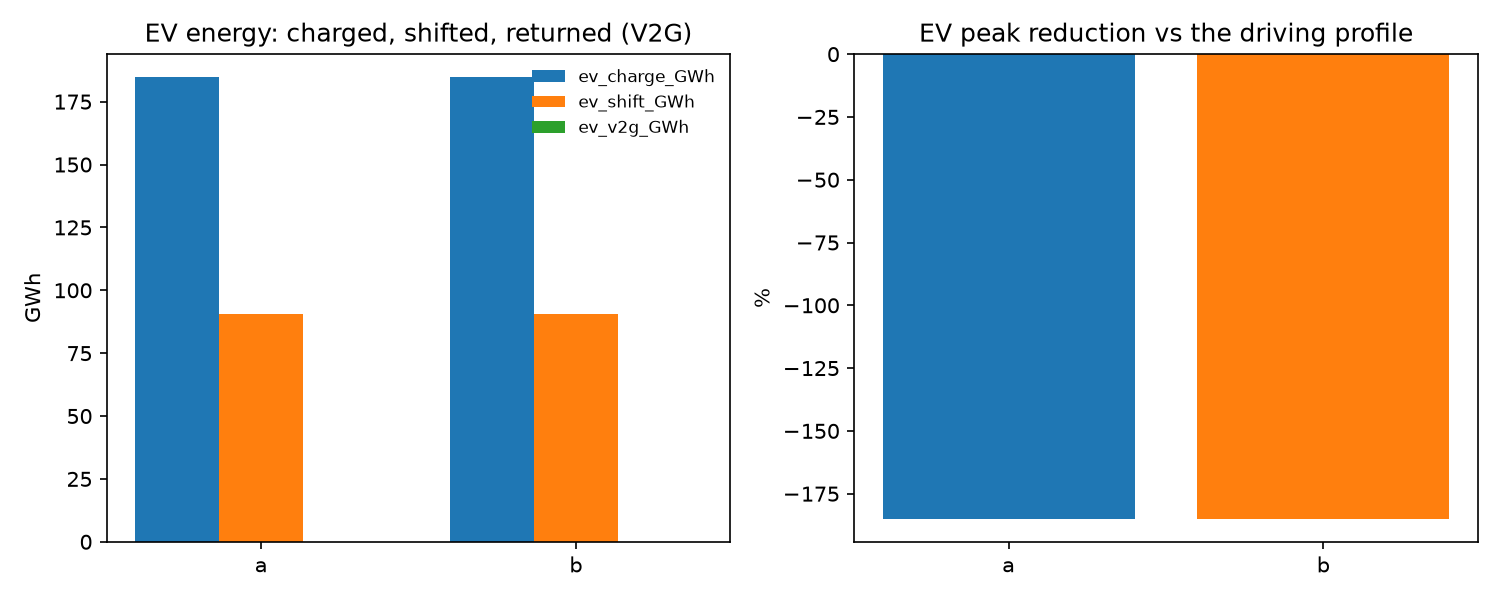 EV energy: charged, shifted, returned (V2G)
GWh
175
150
125
100
75
50
25
0
a
b
ev_charge_GWh
ev_shift_GWh
ev_v2g_GWh
EV peak reduction vs the driving profile
%
0
−25
−50
−75
−100
−125
−150
−175
a
b